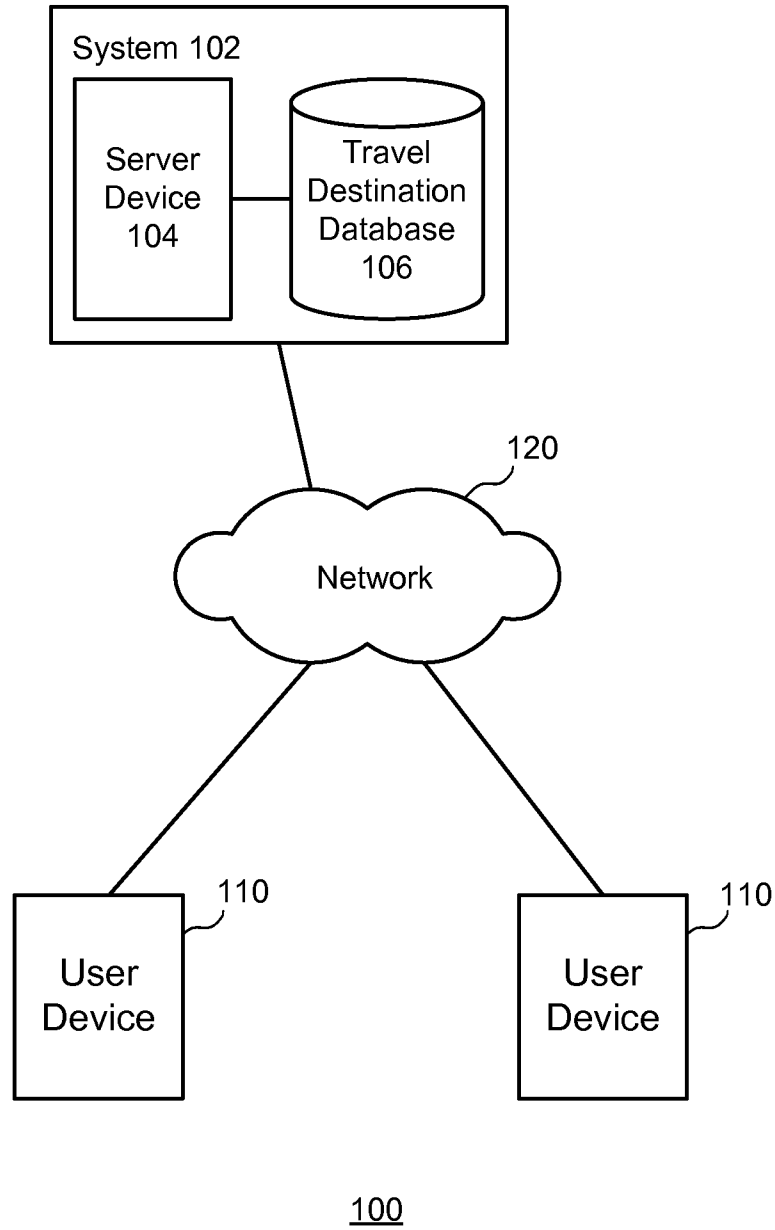 System 102
Server
Device
104
Travel
Destination
Database
106
120
Network
110
User
Device
110
User
Device
100